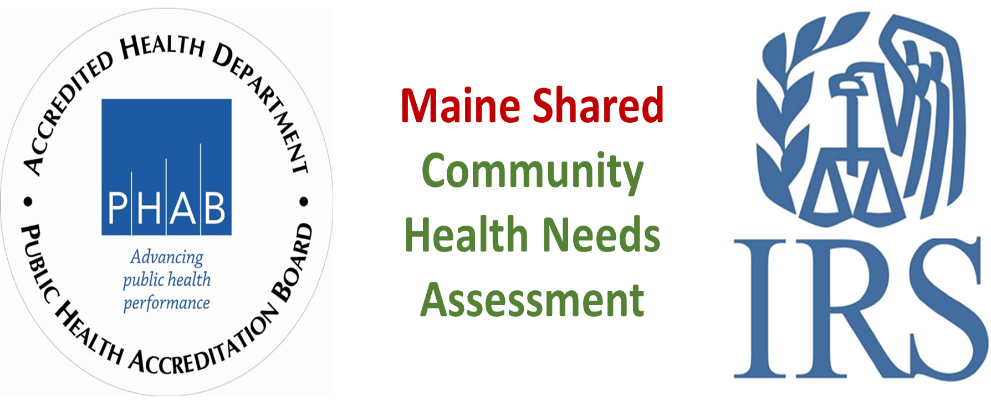 ACCREDITED HEALTH DEPARTMENT
PHAB
Advancing
public health
performance
• PUBLIC HEALTH ACCREDITATION BOARD •
Maine Shared
Community
Health Needs
Assessment
IRS